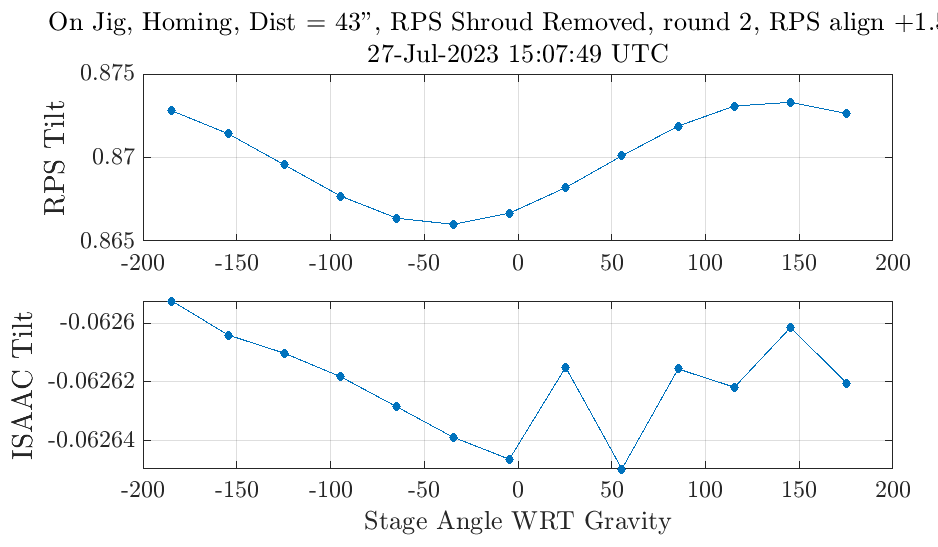 On Jig, Homing, Dist = 43", RPS Shroud Removed, round 2, RPS align +1.5
27-Jul-2023 15:07:49 UTC
0.875
0.87
0.865
RPS Tilt
-200 -150 -100 -50 0 50 100 150 200
-0.0626
-0.06262
-0.06264
ISAAC Tilt
-200 -150 -100 -50 0 50 100 150 200
Stage Angle WRT Gravity